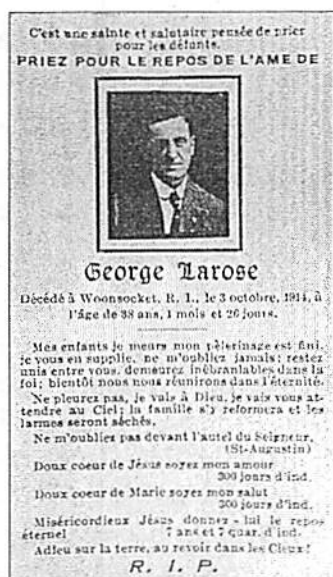 C'est une sainte et salutaire pensée de prier
pour les défunts.
PRIEZ POUR LE REPOS DE L'AME DE
George Larose
Décédé à Woonsocket, R. I., le 3 octobre, 1914, à
l'âge de 38 ans, 1 mois et 26 jours.
Mes enfants je meurs mon pèlerinage est fini,
je vous en supplie, ne m'oubliez jamais; restez
unis entre vous, demeurez inébranlables dans la
foi; bientôt nous nous réunirons dans l'éternité.
Ne pleurez pas, je vais à Dieu, je vais vous at-
tendre au Ciel; la famille s'y reformera et les
larmes seront séchés.
Ne m'oubliez pas devant l'autel du Seigneur.
(St-Augustin)
Doux coeur de Jésus soyez mon amour
300 jours d'ind.
Doux coeur de Marie soyez mon salut
300 jours d'ind.
Miséricordieux Jésus donnez-lui le repos
éternel 7 ans et 7 quar. d'ind.
Adieu sur la terre, au revoir dans les Cieux!
R. I. P.